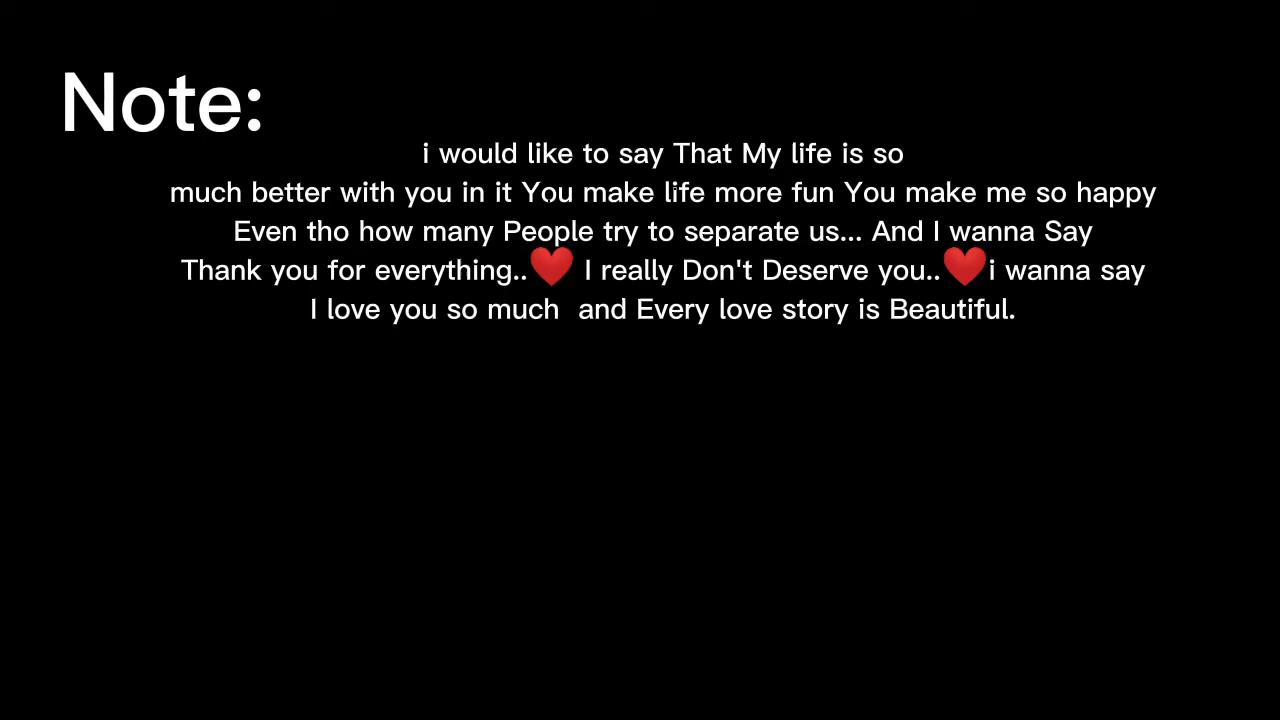 Note:
i would like to say That My life is so
much better with you in it You make life more fun You make me so happy
Even tho how many People try to separate us... And I wanna Say
Thank you for everything..❤️ I really Don't Deserve you..❤️i wanna say
I love you so much  and Every love story is Beautiful.